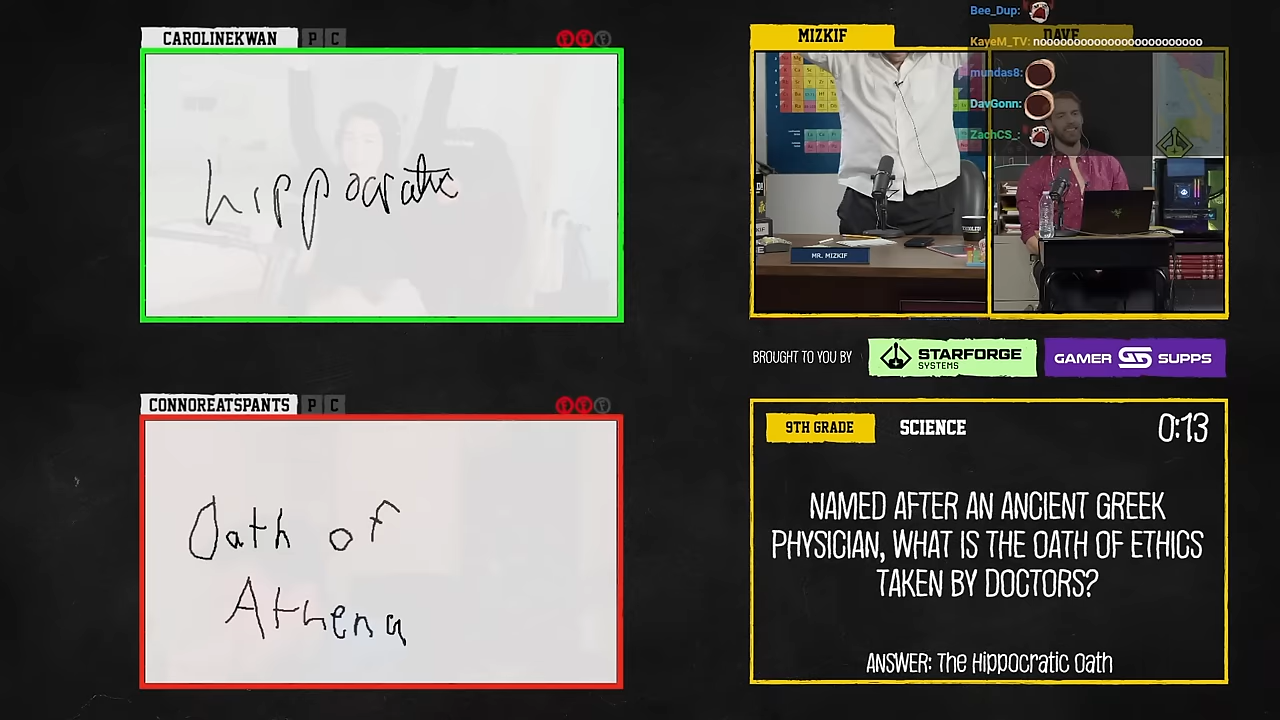 CAROLINEKWAN P C
hippocratic
MIZKIF
DAVE
Bee_Dup:
KayeM_TV: noooooooooooooooooooooooooo
mundas8:
DavGonn:
ZachCS_:
MR. MIZKIF
BROUGHT TO YOU BY
STARFORGE
SYSTEMS
GAMER SUPPS
CONNOREATSPANTS P C
Oath of
Athena
9TH GRADE SCIENCE 0:13
NAMED AFTER AN ANCIENT GREEK
PHYSICIAN, WHAT IS THE OATH OF ETHICS
TAKEN BY DOCTORS?
ANSWER: The Hippocratic Oath